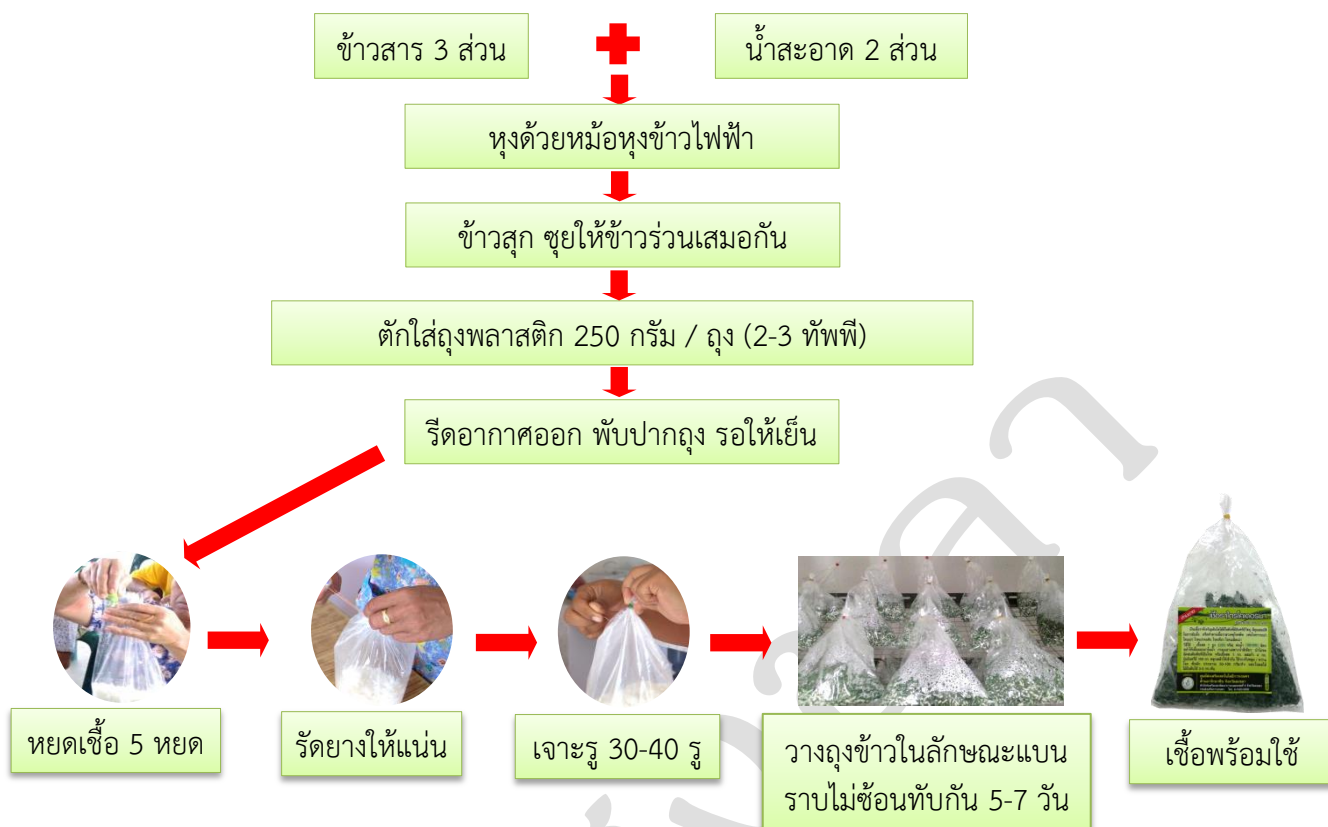 ข้าวสาร 3 ส่วน
น้ำสะอาด 2 ส่วน
หุงด้วยหม้อหุงข้าวไฟฟ้า
ข้าวสุก ซุยให้ข้าวร่วนเสมอกัน
ตักใส่ถุงพลาสติก 250 กรัม / ถุง (2-3 ทัพพี)
รีดอากาศออก พับปากถุง รอให้เย็น
หยดเชื้อ 5 หยด
รัดยางให้แน่น
เจาะรู 30-40 รู
วางถุงข้าวในลักษณะแบน
ราบไม่ซ้อนทับกัน 5-7 วัน
เชื้อพร้อมใช้